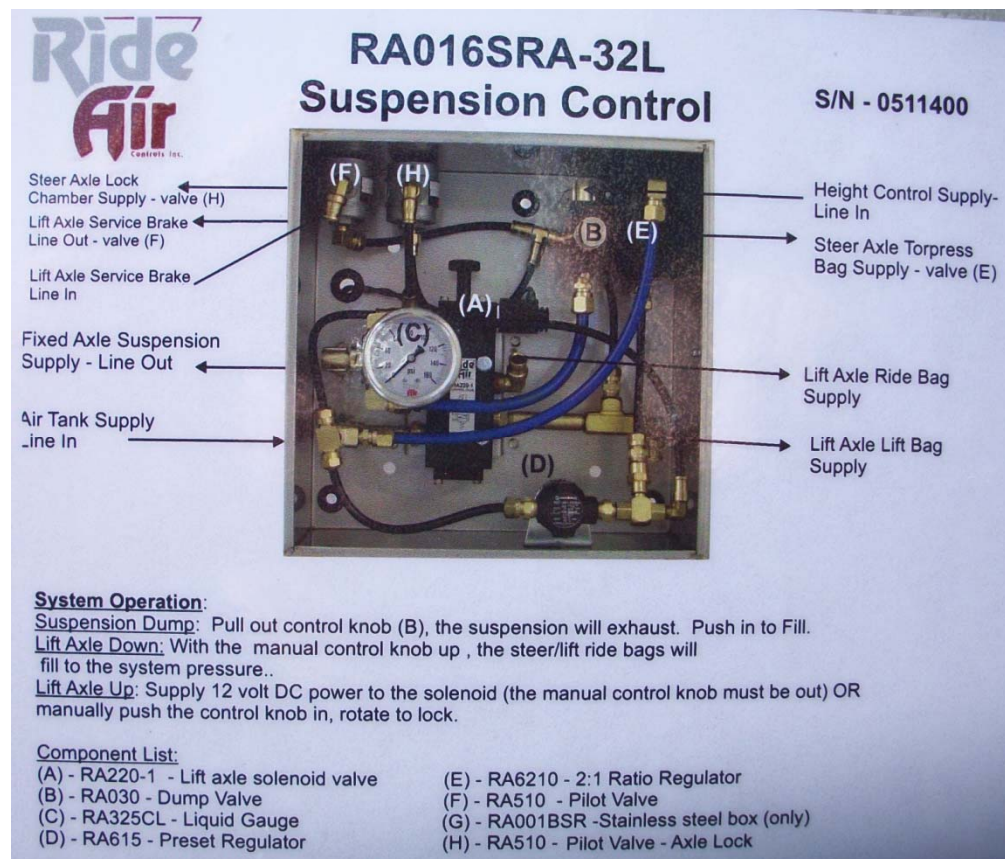 Ride
Air
Controls Inc.
RA016SRA-32L
Suspension Control
S/N - 0511400
Steer Axle Lock
Chamber Supply - valve (H)
Lift Axle Service Brake
Line Out - valve (F)
Lift Axle Service Brake
Line In
Fixed Axle Suspension
Supply - Line Out
Air Tank Supply
Line In
(F)
(H)
(B)
(E)
(A)
(C)
(D)
psi
Ride
Air
RA220-1
Height Control Supply-
Line In
Steer Axle Torpress
Bag Supply - valve (E)
Lift Axle Ride Bag
Supply
Lift Axle Lift Bag
Supply
System Operation:
Suspension Dump: Pull out control knob (B), the suspension will exhaust. Push in to Fill.
Lift Axle Down: With the manual control knob up , the steer/lift ride bags will
fill to the system pressure..
Lift Axle Up: Supply 12 volt DC power to the solenoid (the manual control knob must be out) OR
manually push the control knob in, rotate to lock.
Component List:
(A) - RA220-1 - Lift axle solenoid valve
(B) - RA030 - Dump Valve
(C) - RA325CL - Liquid Gauge
(D) - RA615 - Preset Regulator
(E) - RA6210 - 2:1 Ratio Regulator
(F) - RA510 - Pilot Valve
(G) - RA001BSR -Stainless steel box (only)
(H) - RA510 - Pilot Valve - Axle Lock